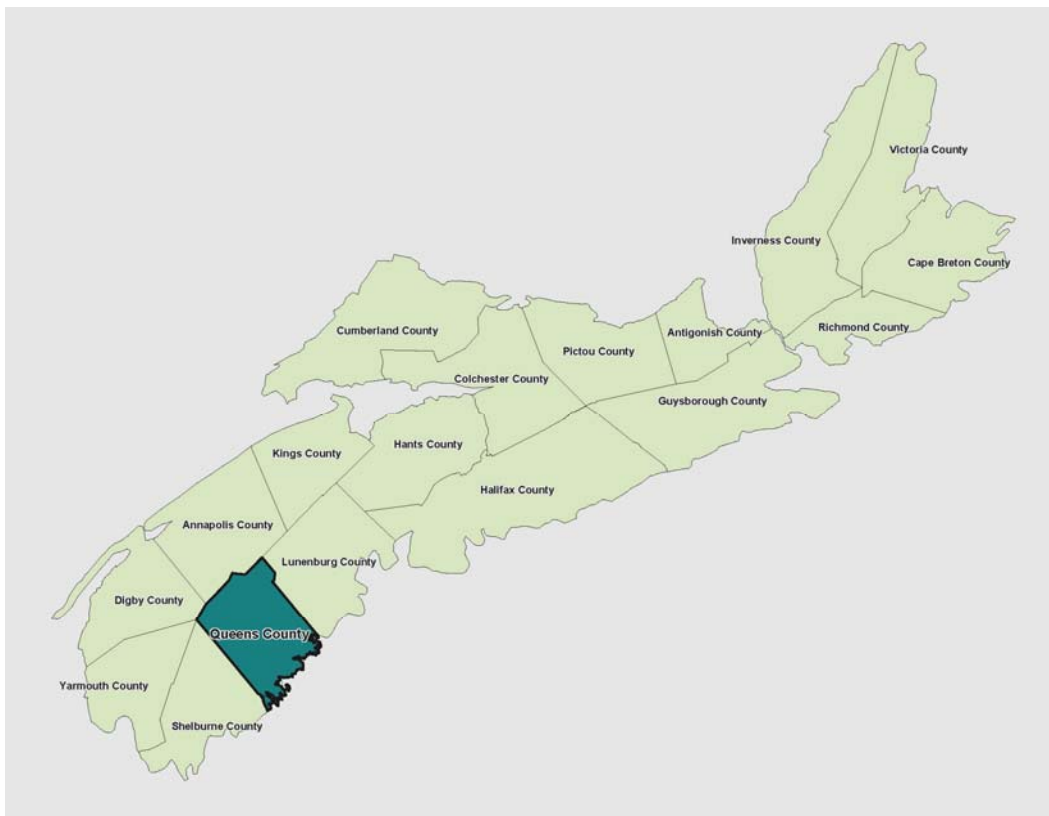 Victoria County
Inverness County
Cape Breton County
Richmond County
Cumberland County
Antigonish County
Pictou County
Colchester County
Guysborough County
Hants County
Kings County
Halifax County
Annapolis County
Lunenburg County
Digby County
Queens County
Yarmouth County
Shelburne County